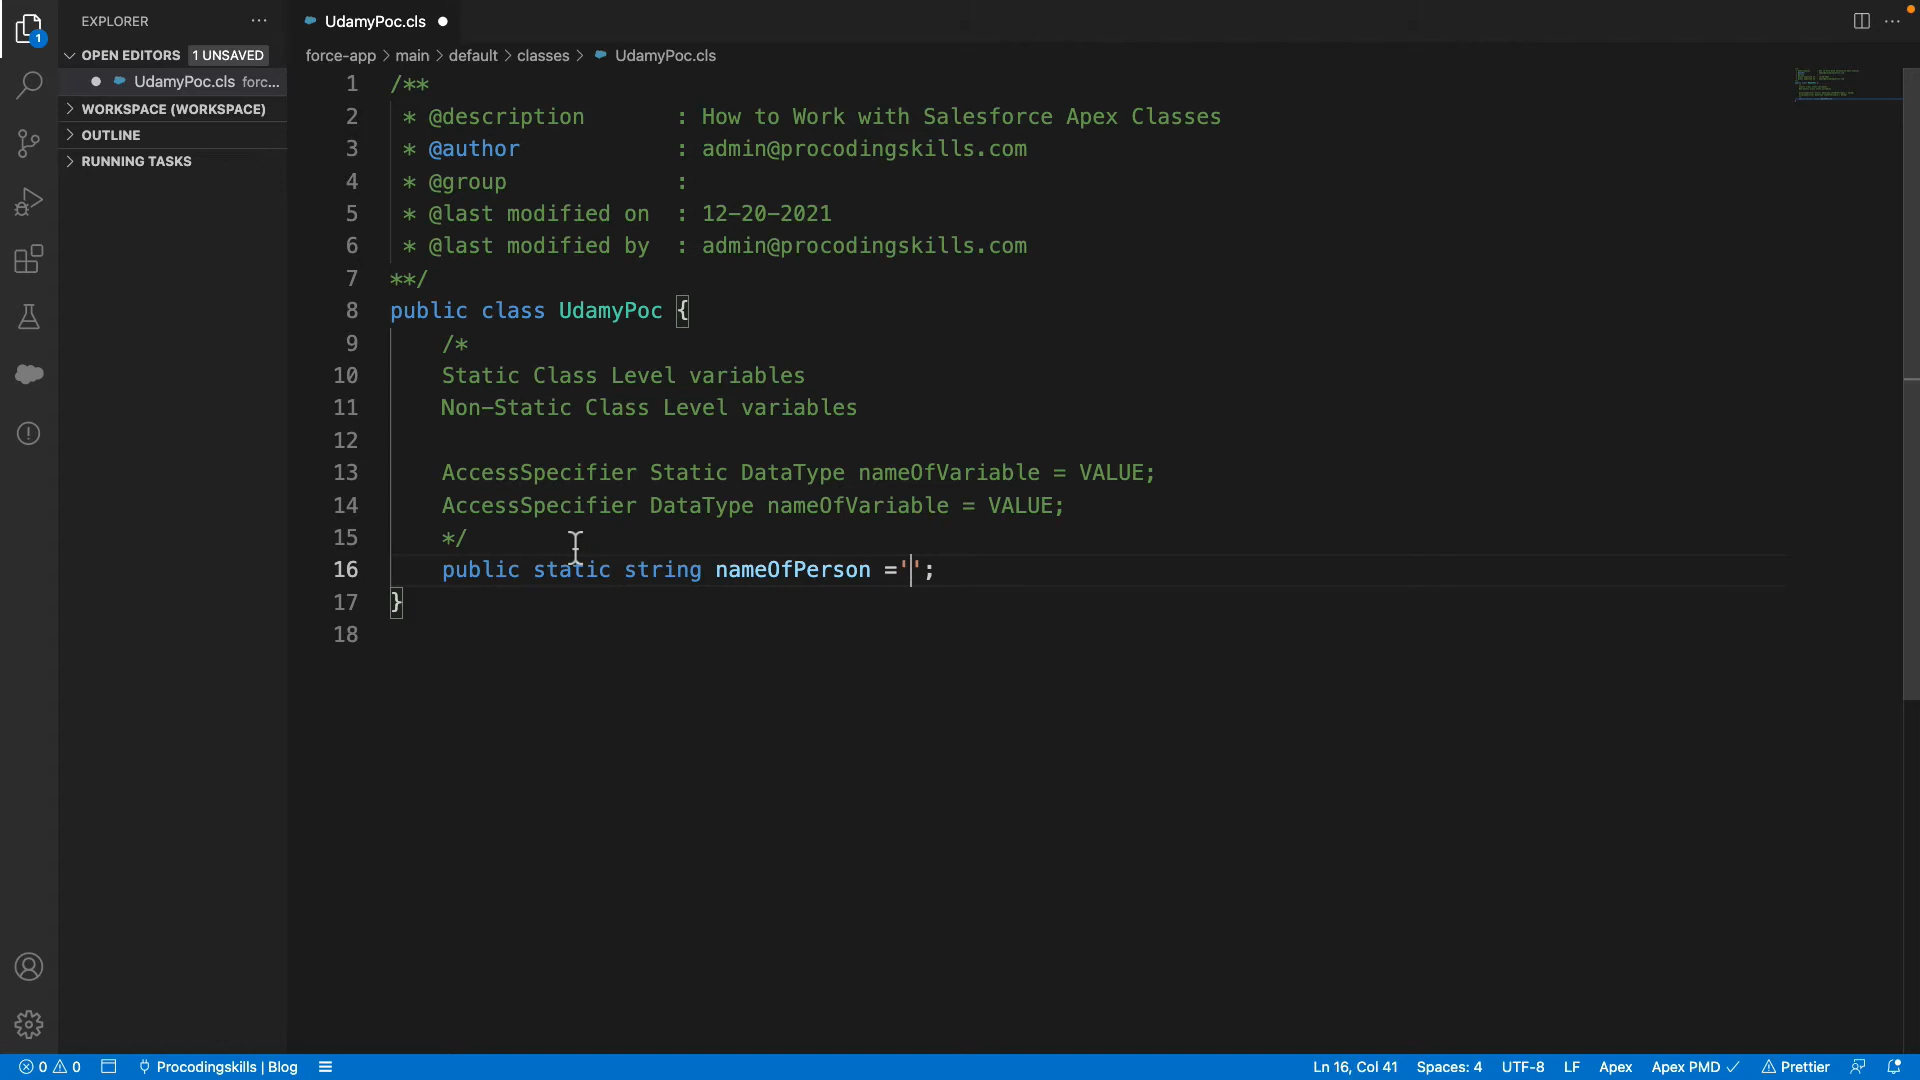 EXPLORER
1
OPEN EDITORS 1 UNSAVED
UdamyPoc.cls forc...
WORKSPACE (WORKSPACE)
OUTLINE
RUNNING TASKS
UdamyPoc.cls
force-app > main > default > classes > UdamyPoc.cls
1 /**
2 * @description : How to Work with Salesforce Apex Classes
3 * @author : admin@procodingskills.com
4 * @group :
5 * @last modified on : 12-20-2021
6 * @last modified by : admin@procodingskills.com
7 **/
8 public class UdamyPoc {
9 /*
10 Static Class Level variables
11 Non-Static Class Level variables
12
13 AccessSpecifier Static DataType nameOfVariable = VALUE;
14 AccessSpecifier DataType nameOfVariable = VALUE;
15 */
16 public static string nameOfPerson ='';
17 }
18
0 0 Procodingskills | Blog Ln 16, Col 41 Spaces: 4 UTF-8 LF Apex Apex PMD Prettier